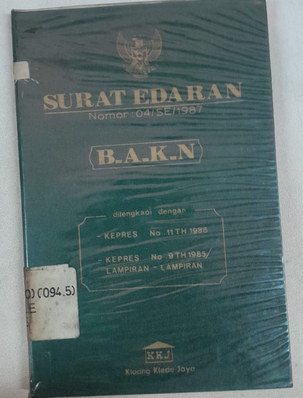 SURAT EDARAN
Nomor : 04/SE/1987
B.A.K.N
dilengkapi dengan
- KEPRES No 11 TH 1985
- KEPRES No 9 TH 1985/
LAMPIRAN - LAMPIRAN
(094.5)
E
KKJ
Kloang Klede Jaya